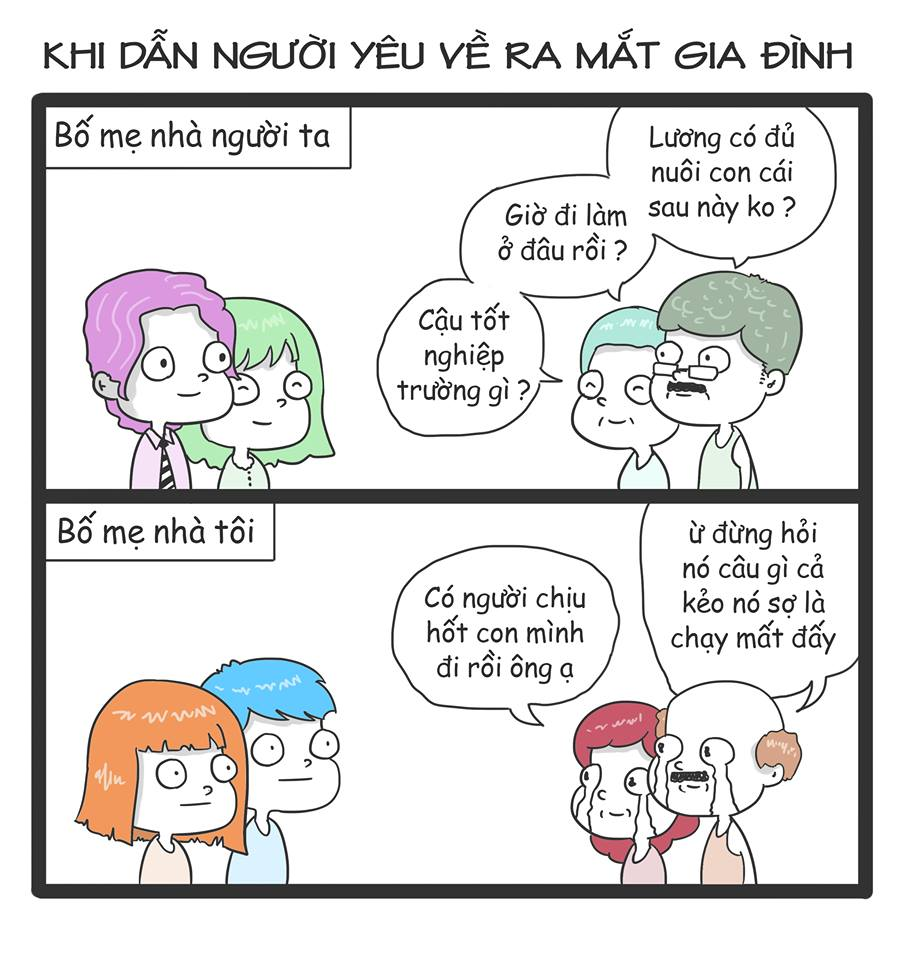 KHI DẪN NGƯỜI YÊU VỀ RA MẮT GIA ĐÌNH
Bố mẹ nhà người ta
Cậu tốt
nghiệp
trường gì ?
Giờ đi làm
ở đâu rồi ?
Lương có đủ
nuôi con cái
sau này ko ?
Bố mẹ nhà tôi
Có người chịu
hốt con mình
đi rồi ông ạ
ừ đừng hỏi
nó câu gì cả
kẻo nó sợ là
chạy mất đấy